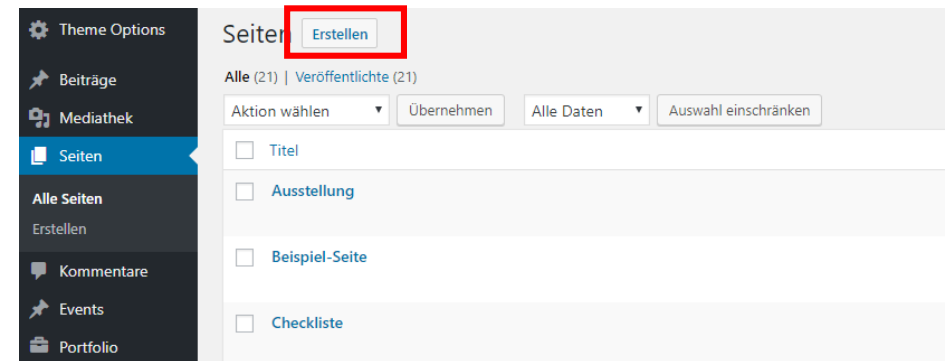 Theme Options
Beiträge
Mediathek
Seiten
Alle Seiten
Erstellen
Kommentare
Events
Portfolio
Seiten Erstellen
Alle (21) | Veröffentlichte (21)
Aktion wählen Übernehmen Alle Daten Auswahl einschränken
Titel
Ausstellung
Beispiel-Seite
Checkliste